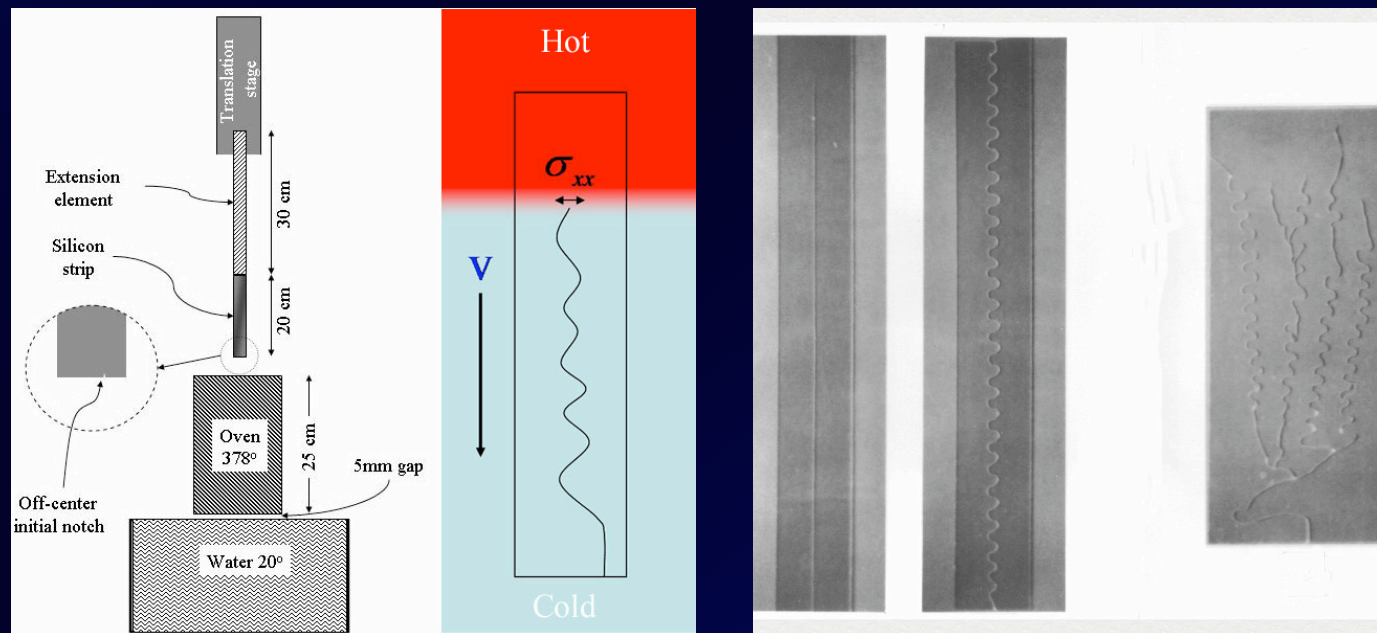 Translation
stage
Extension
element
30 cm
Silicon
strip
20 cm
Oven
378°
25 cm
5mm gap
Off-center
initial notch
Water 20°
Hot
σxx
V
Cold